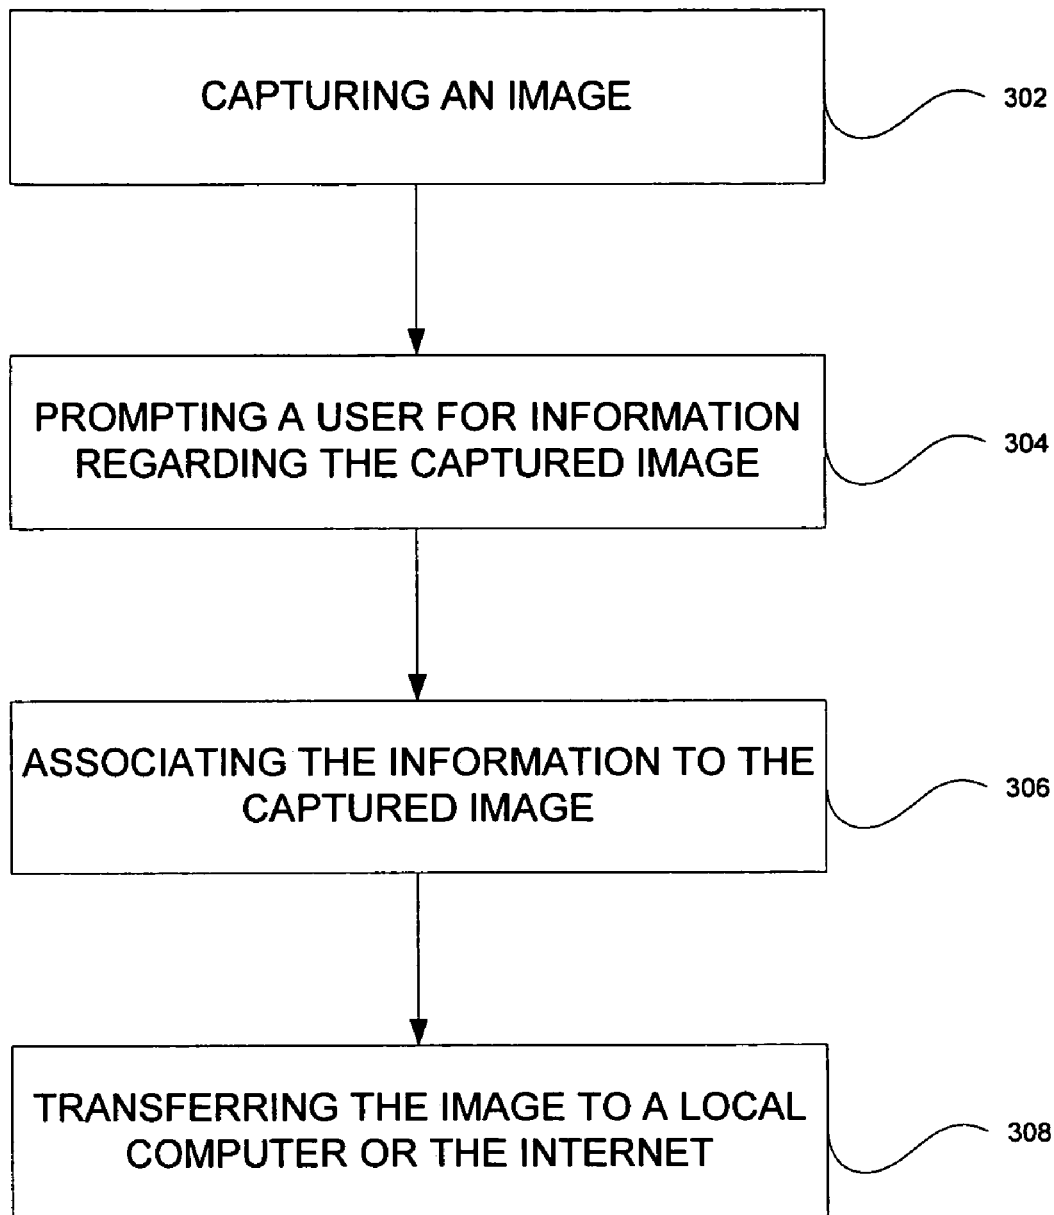 CAPTURING AN IMAGE
302
PROMPTING A USER FOR INFORMATION
REGARDING THE CAPTURED IMAGE
304
ASSOCIATING THE INFORMATION TO THE
CAPTURED IMAGE
306
TRANSFERRING THE IMAGE TO A LOCAL
COMPUTER OR THE INTERNET
308